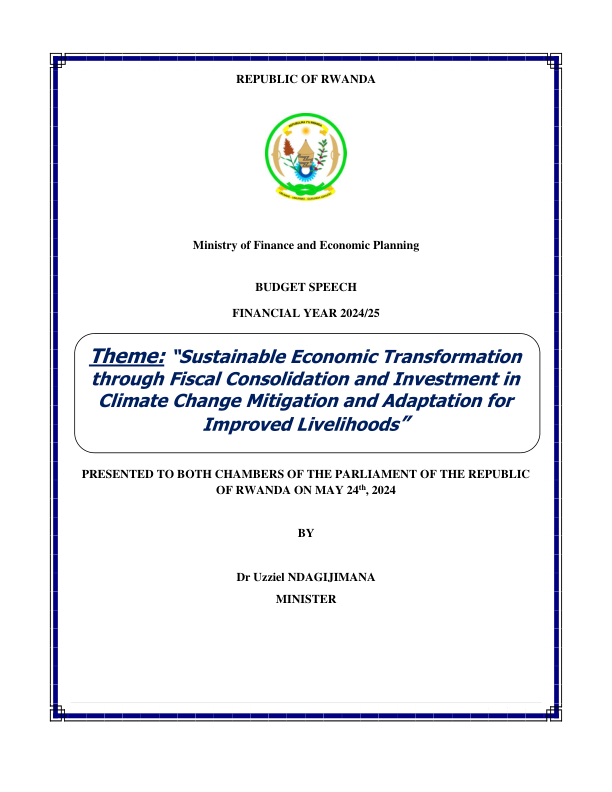 REPUBLIC OF RWANDA
Ministry of Finance and Economic Planning
BUDGET SPEECH
FINANCIAL YEAR 2024/25
Theme: “Sustainable Economic Transformation
through Fiscal Consolidation and Investment in
Climate Change Mitigation and Adaptation for
Improved Livelihoods”
PRESENTED TO BOTH CHAMBERS OF THE PARLIAMENT OF THE REPUBLIC
OF RWANDA ON MAY 24th, 2024
BY
Dr Uzziel NDAGIJIMANA
MINISTER